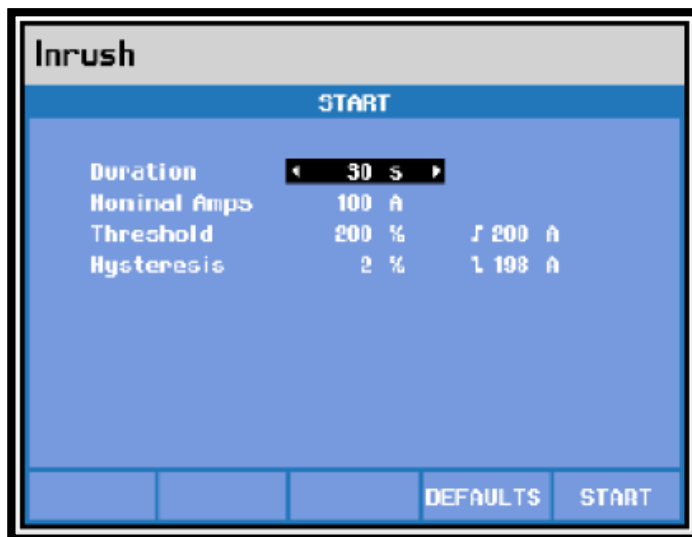 Inrush
START
Duration 30 s
Nominal Amps 100 A
Threshold 200 % 200 A
Hysteresis 2 % 198 A
DEFAULTS START